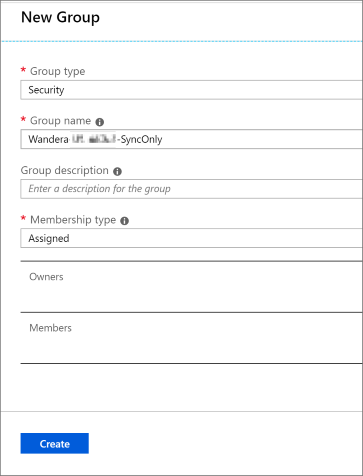 New Group
* Group type
Security
* Group name
Wandera -SyncOnly
Group description
Enter a description for the group
* Membership type
Assigned
Owners
Members
Create